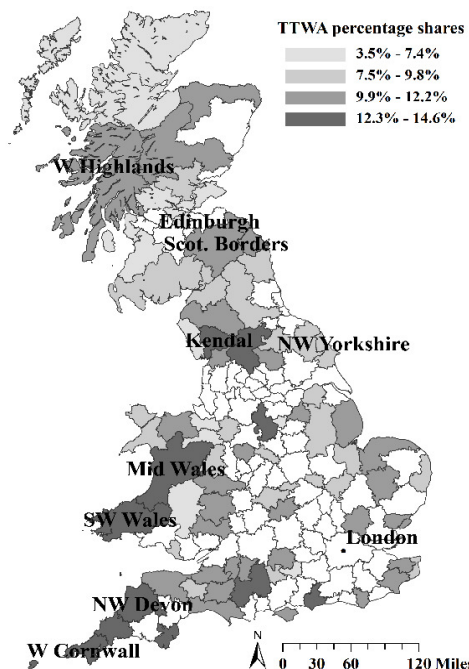 TTWA percentage shares
3.5% - 7.4%
7.5% - 9.8%
9.9% - 12.2%
12.3% - 14.6%
W Highlands
Edinburgh
Scot. Borders
Kendal
NW Yorkshire
Mid Wales
SW Wales
London
NW Devon
W Cornwall
N
0 30 60 120 Miles